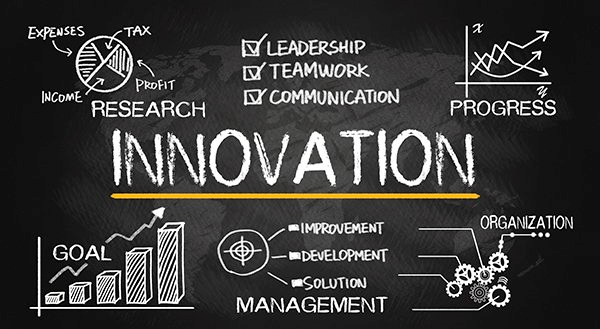 EXPENSES
TAX
PROFIT
INCOME
RESEARCH
LEADERSHIP
TEAMWORK
COMMUNICATION
x
y
PROGRESS
INNOVATION
GOAL
IMPROVEMENT
DEVELOPMENT
SOLUTION
MANAGEMENT
ORGANIZATION